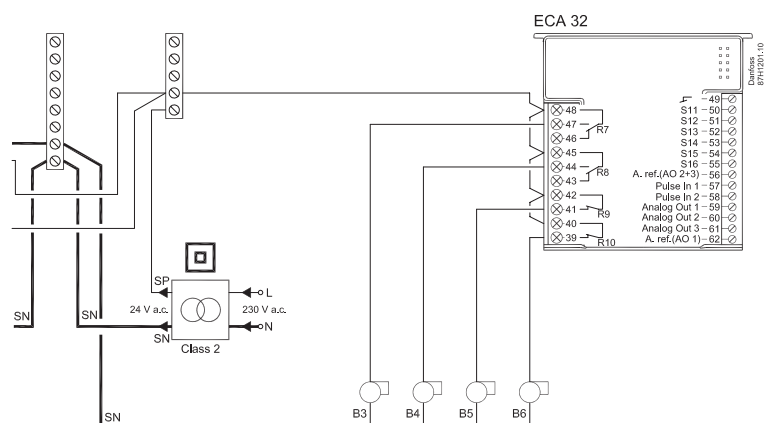 ECA 32
Danfoss
87H1201.10
48
47
R7
46
45
44
R8
43
42
41
R9
40
39
R10
49
S11 50
S12 51
S13 52
S14 53
S15 54
S16 55
A. ref.(AO 2+3) 56
Pulse In 1 57
Pulse In 2 58
Analog Out 1 59
Analog Out 2 60
Analog Out 3 61
A. ref.(AO 1) 62
SP
L
24 V a.c.
230 V a.c.
SN
SN
N
SN
Class 2
SN
B3
B4
B5
B6